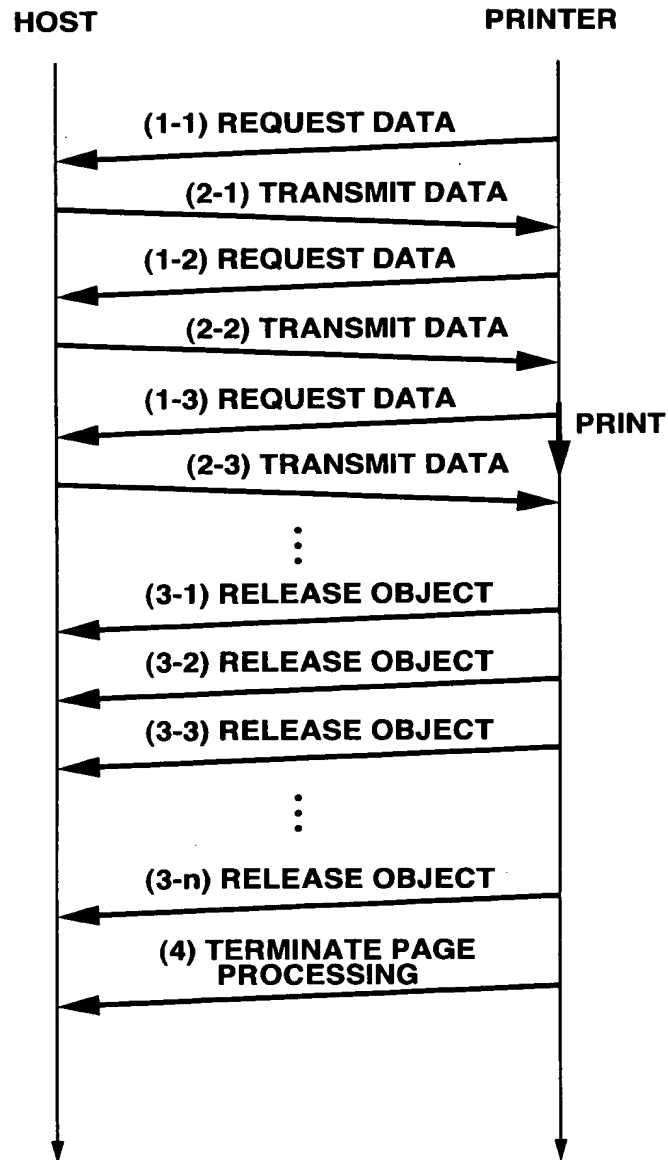 HOST
PRINTER
(1-1) REQUEST DATA
(2-1) TRANSMIT DATA
(1-2) REQUEST DATA
(2-2) TRANSMIT DATA
(1-3) REQUEST DATA
PRINT
(2-3) TRANSMIT DATA
(3-1) RELEASE OBJECT
(3-2) RELEASE OBJECT
(3-3) RELEASE OBJECT
(3-n) RELEASE OBJECT
(4) TERMINATE PAGE
PROCESSING